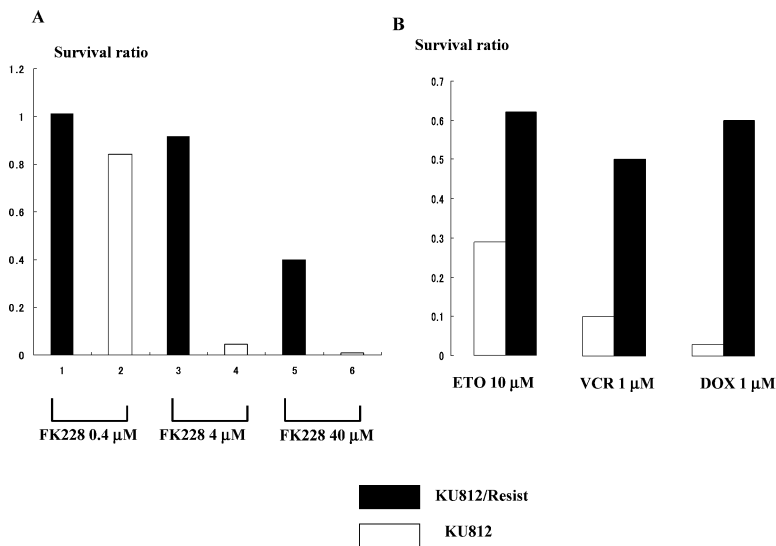 A
Survival ratio
1.2
1
0.8
0.6
0.4
0.2
0
1 2 3 4 5 6
FK228 0.4 μM FK228 4 μM FK228 40 μM
B
Survival ratio
0.7
0.6
0.5
0.4
0.3
0.2
0.1
0
ETO 10 μM VCR 1 μM DOX 1 μM
KU812/Resist
KU812